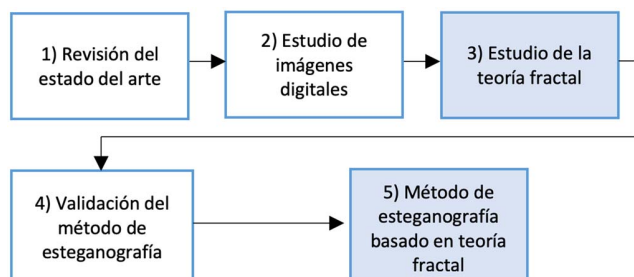 1) Revisión del
estado del arte
2) Estudio de
imágenes
digitales
3) Estudio de la
teoría fractal
4) Validación del
método de
esteganografía
5) Método de
esteganografía
basado en teoría
fractal